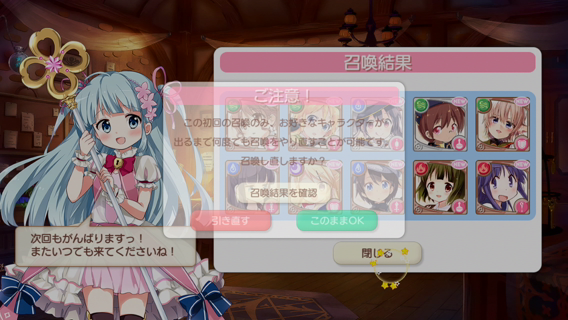 召喚結果
ご注意！
この初回の召喚のみ、お好きなキャラクターが
出るまで何度でも召喚をやり直すことが可能です。
召喚し直しますか？
召喚結果を確認
引き直す
このままOK
次回もがんばりますっ！
またいつでも来てくださいね！
閉じる